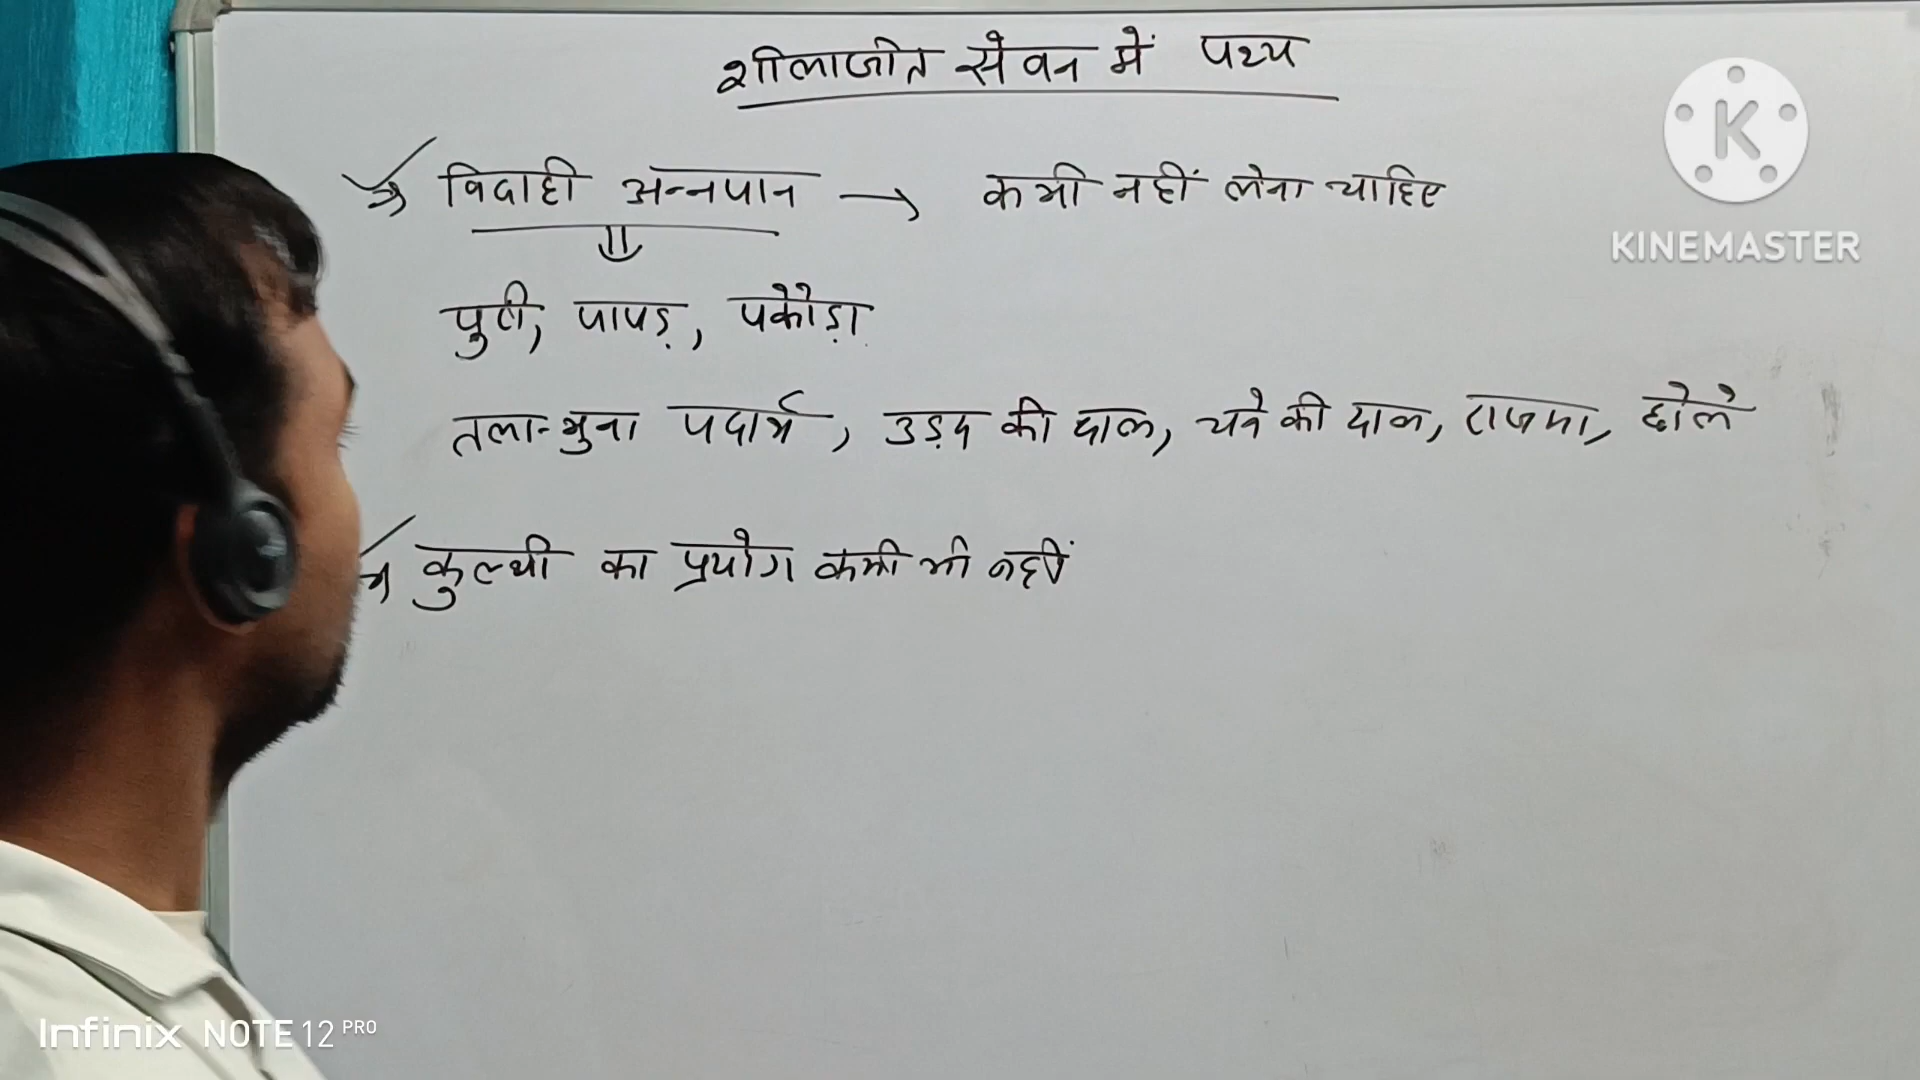 शीलाजीत सेवन में पथ्य
विदाही अन्नपान → कभी नहीं लेना चाहिए
पुरी, पापड़, पकौड़ा
तला-भुना पदार्थ, उड़द की दाल, चने की दाल, राजमा, छोले
कुल्थी का प्रयोग कभी भी नहीं
K
KINEMASTER
Infinix NOTE 12 PRO